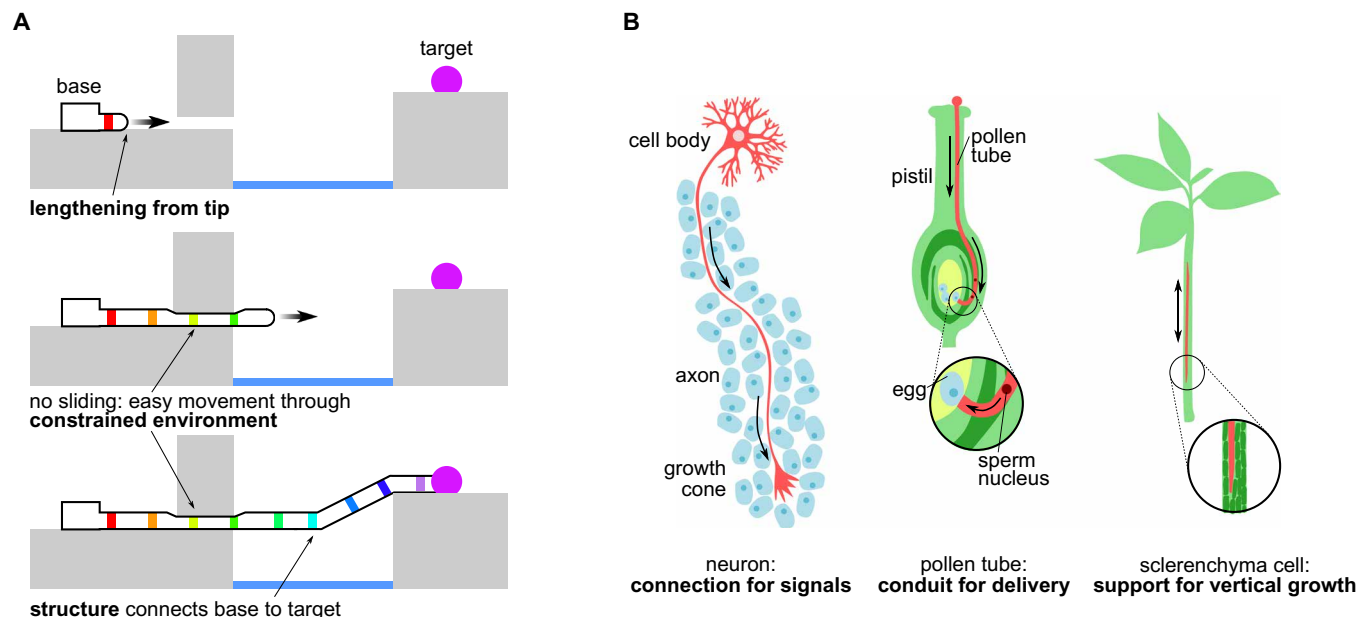 A
base
target
lengthening from tip
no sliding: easy movement through
constrained environment
structure connects base to target
B
cell body
axon
growth
cone
neuron:
connection for signals
pistil
pollen
tube
egg
sperm
nucleus
pollen tube:
conduit for delivery
sclerenchyma cell:
support for vertical growth